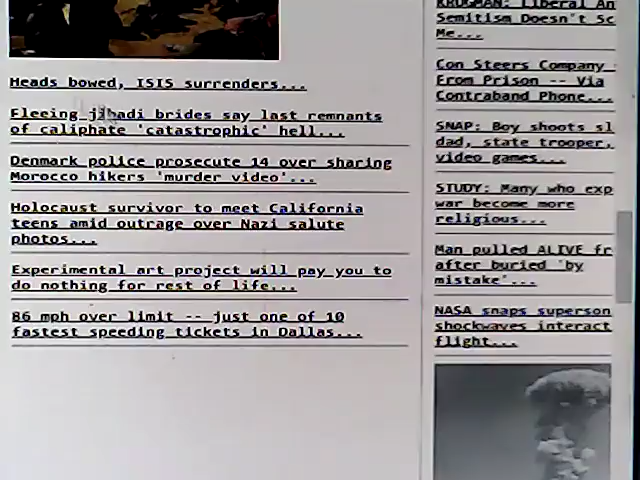 Heads bowed, ISIS surrenders...
Fleeing jihadi brides say last remnants
of caliphate 'catastrophic' hell...
Denmark police prosecute 14 over sharing
Morocco hikers 'murder video'...
Holocaust survivor to meet California
teens amid outrage over Nazi salute
photos...
Experimental art project will pay you to
do nothing for rest of life...
86 mph over limit -- just one of 10
fastest speeding tickets in Dallas...
KRUGMAN: Liberal An
Semitism Doesn't Sc
Me...
Con Steers Company
From Prison -- Via
Contraband Phone...
SNAP: Boy shoots sl
dad, state trooper,
video games...
STUDY: Many who exp
war become more
religious...
Man pulled ALIVE fr
after buried 'by
mistake'...
NASA snaps superson
shockwaves interact
flight...